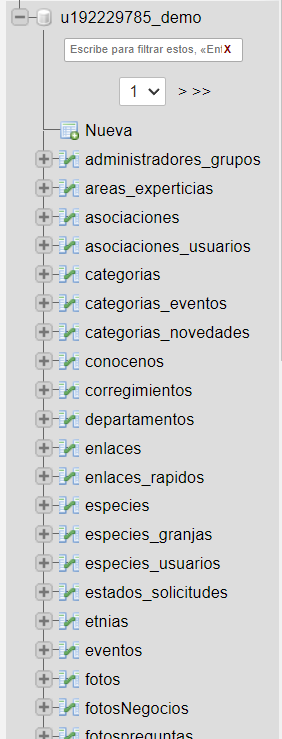 u192229785_demo
Escribe para filtrar estos, «Ent X
1 > >>
Nueva
administradores_grupos
areas_experticias
asociaciones
asociaciones_usuarios
categorias
categorias_eventos
categorias_novedades
conocenos
corregimientos
departamentos
enlaces
enlaces_rapidos
especies
especies_granjas
especies_usuarios
estados_solicitudes
etnias
eventos
fotos
fotosNegocios
fotospreguntas